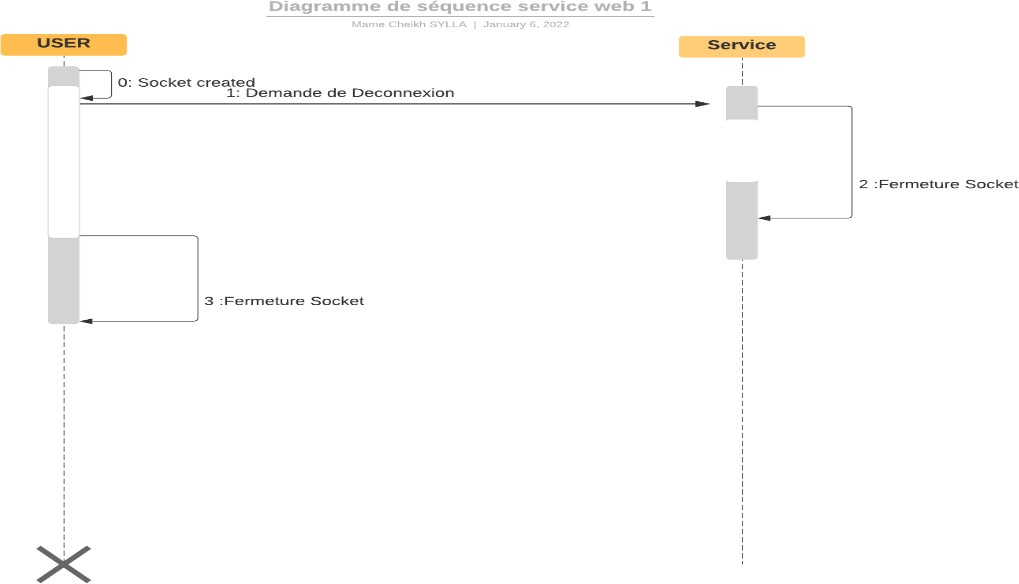 Diagramme de séquence service web 1
Mame Cheikh SYLLA | January 6, 2022
USER
Service
0: Socket created
1: Demande de Deconnexion
2 :Fermeture Socket
3 :Fermeture Socket